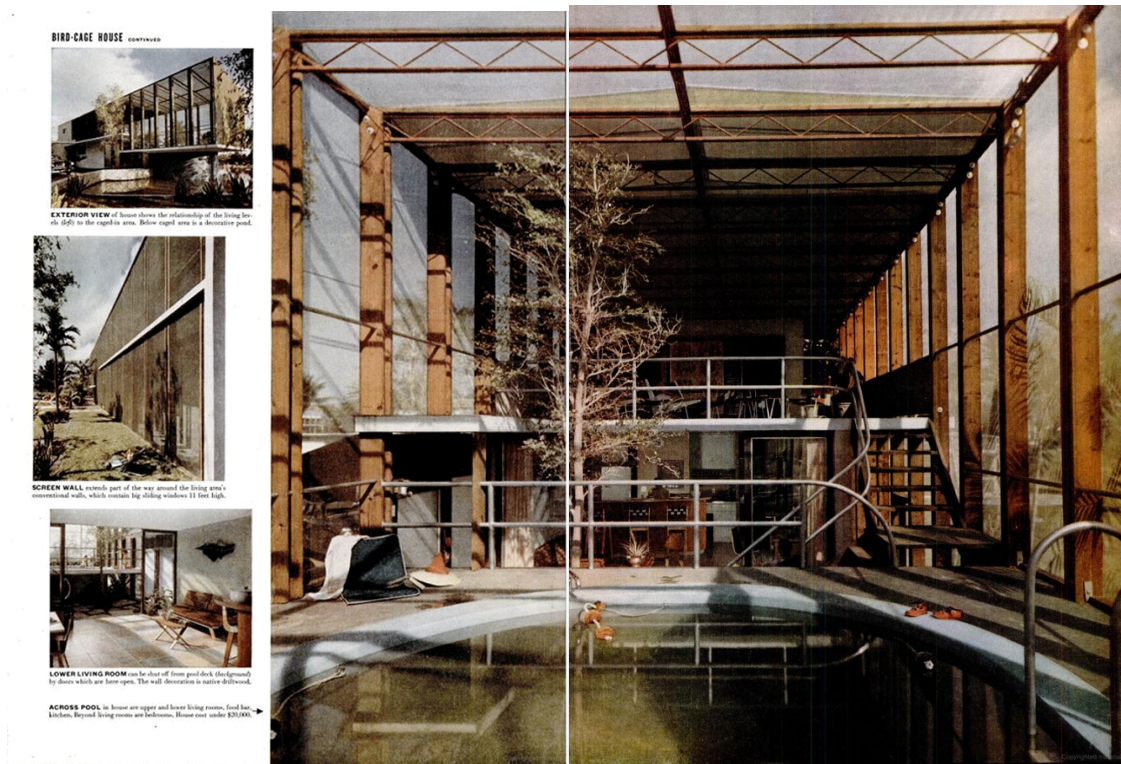 BIRD-CAGE HOUSE CONTINUED
EXTERIOR VIEW of house shows the relationship of the living lev-
els (left) to the caged-in area. Below caged area is a decorative pond.
SCREEN WALL extends part of the way around the living area's
conventional walls, which contain big sliding windows 11 feet high.
LOWER LIVING ROOM can be shut off from pool deck (background)
by doors which are here open. The wall decoration is native driftwood.
ACROSS POOL in house are upper and lower living rooms, food bar,
kitchen. Beyond living rooms are bedrooms. House cost under $20,000.
Copyrighted